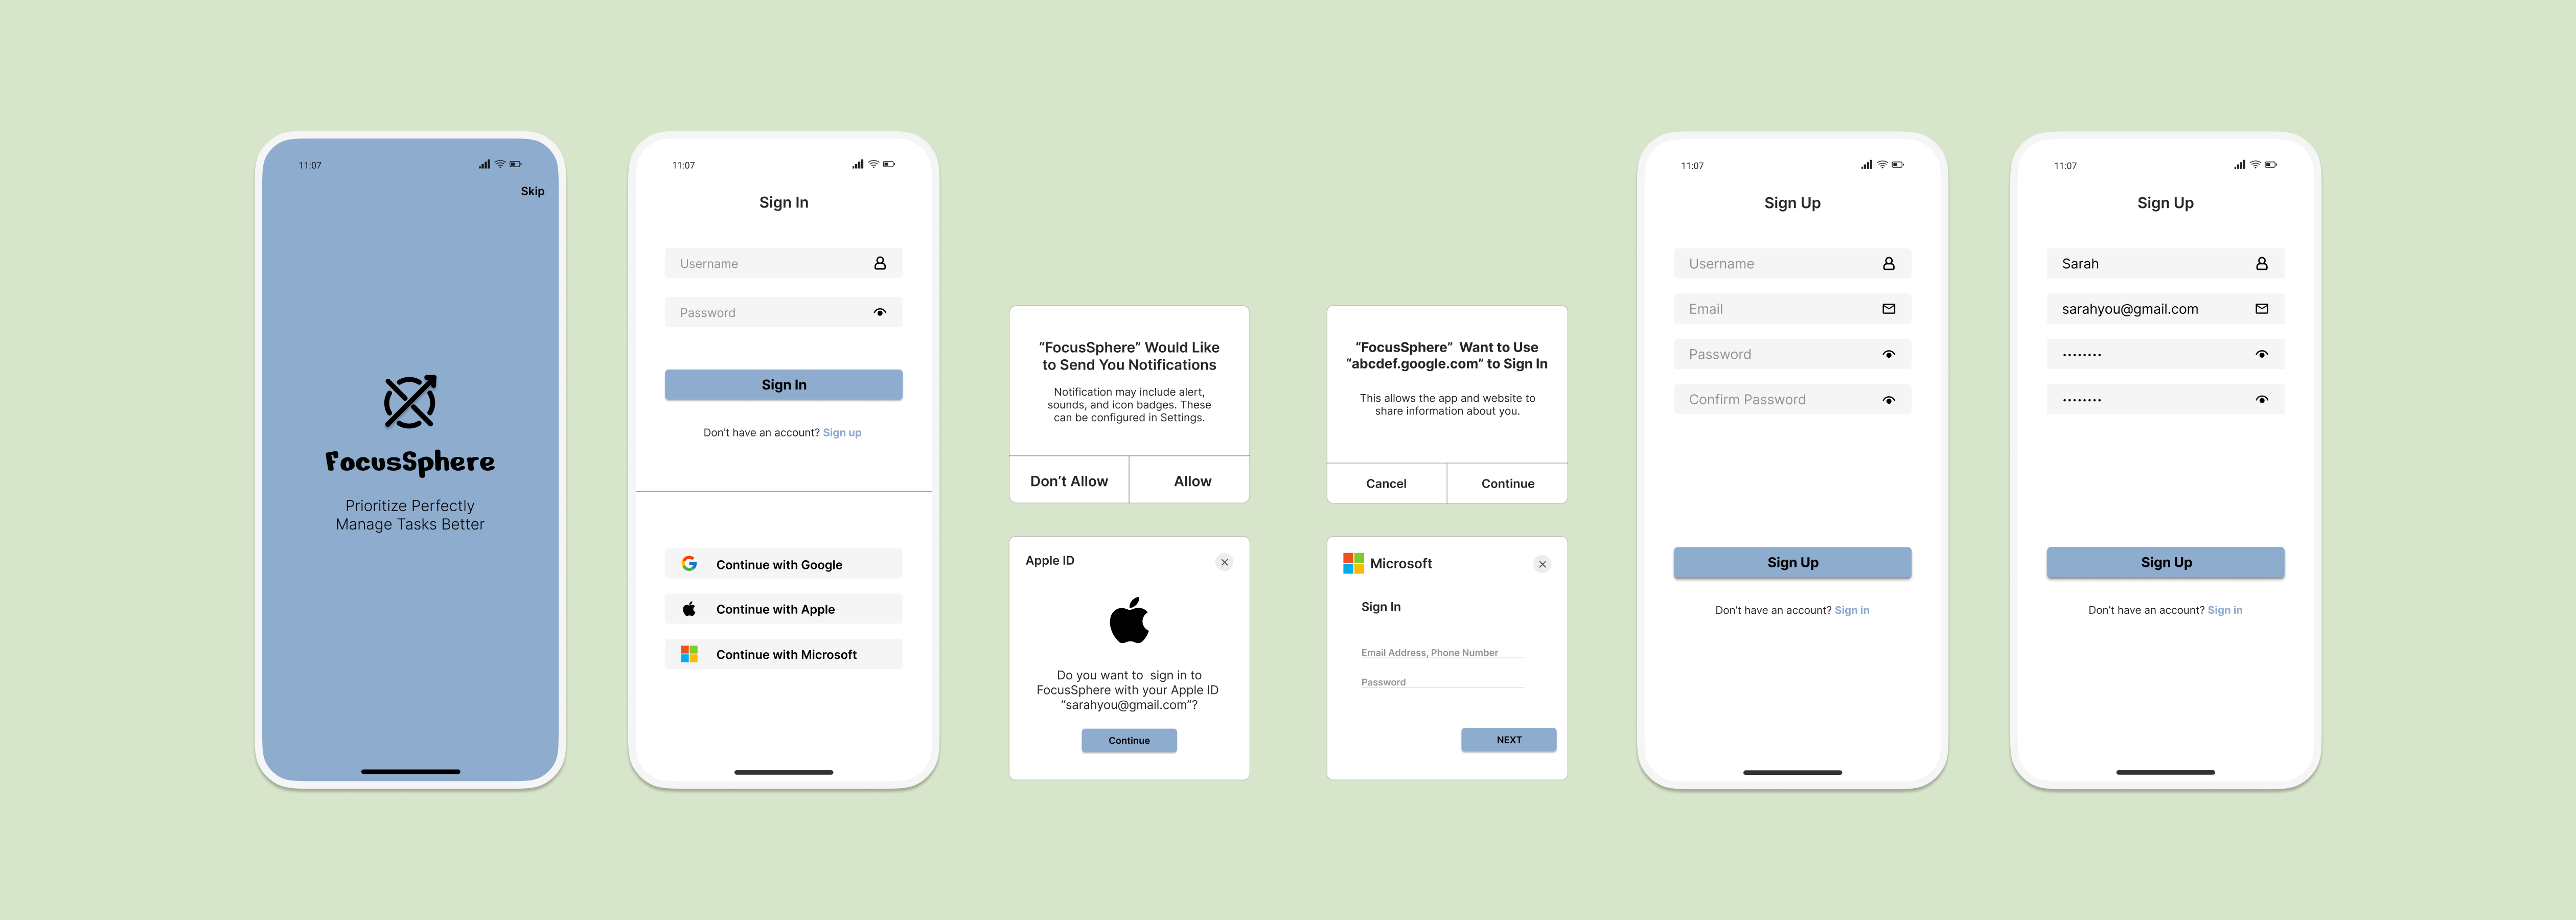 11:07
Skip
FocusSphere
Prioritize Perfectly
Manage Tasks Better
11:07
Sign In
Username
Password
Sign In
Don't have an account? Sign up
Continue with Google
Continue with Apple
Continue with Microsoft
“FocusSphere” Would Like
to Send You Notifications
Notification may include alert,
sounds, and icon badges. These
can be configured in Settings.
Don't Allow
Allow
Apple ID
Do you want to  sign in to
FocusSphere with your Apple ID
“sarahyou@gmail.com”?
Continue
“FocusSphere”  Want to Use
“abcdef.google.com” to Sign In
This allows the app and website to
share information about you.
Cancel
Continue
Microsoft
Sign In
Email Address, Phone Number
Password
NEXT
11:07
Sign Up
Username
Email
Password
Confirm Password
Sign Up
Don't have an account? Sign in
11:07
Sign Up
Sarah
sarahyou@gmail.com
••••••••
••••••••
Sign Up
Don't have an account? Sign in